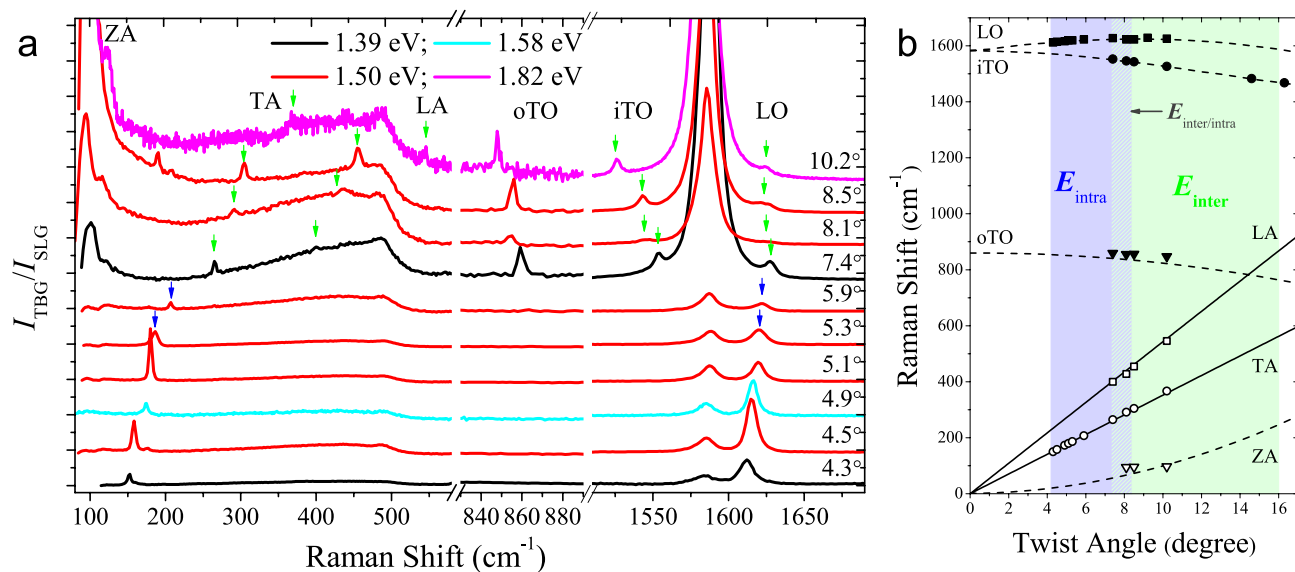 a
ZA
1.39 eV; 1.58 eV
1.50 eV; 1.82 eV
TA
LA
oTO
iTO
LO
10.2°
8.5°
8.1°
7.4°
5.9°
5.3°
5.1°
4.9°
4.5°
4.3°
I_TBG/I_SLG
100 200 300 400 500 840 860 880 1550 1600 1650
Raman Shift (cm⁻¹)
b
LO
iTO
E_inter/intra
E_intra
E_inter
LA
oTO
TA
ZA
1600
1400
1200
1000
800
600
400
200
0
Raman Shift (cm⁻¹)
0 2 4 6 8 10 12 14 16
Twist Angle (degree)